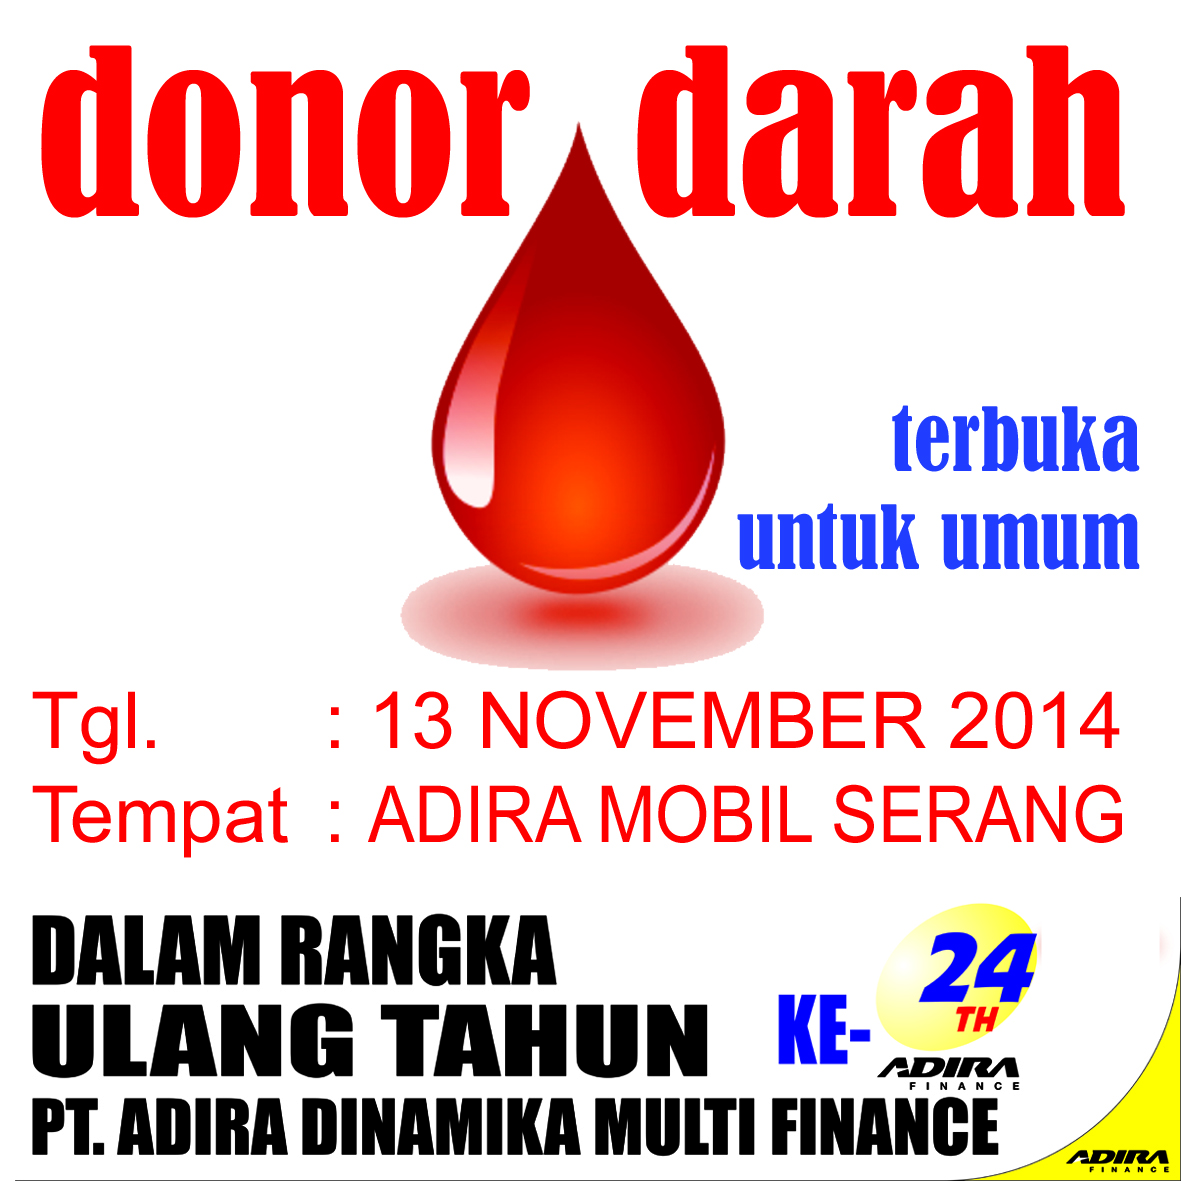 donor darah
terbuka
untuk umum
Tgl. : 13 NOVEMBER 2014
Tempat : ADIRA MOBIL SERANG
DALAM RANGKA
ULANG TAHUN KE-24 TH
ADIRA
FINANCE
PT. ADIRA DINAMIKA MULTI FINANCE
ADIRA
FINANCE